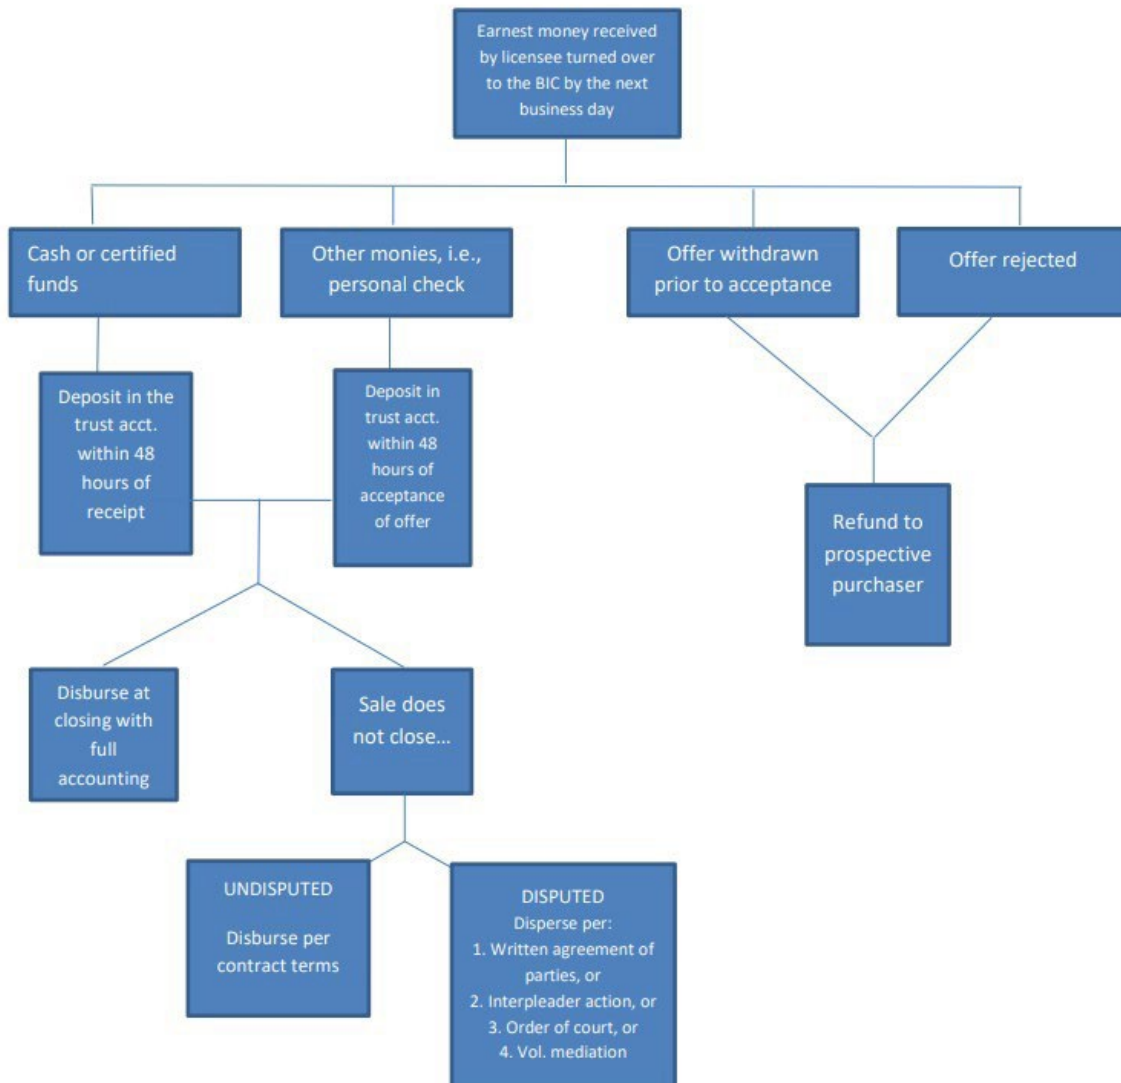 Earnest money received
by licensee turned over
to the BIC by the next
business day
Cash or certified
funds
Other monies, i.e.,
personal check
Offer withdrawn
prior to acceptance
Offer rejected
Deposit in the
trust acct.
within 48
hours of
receipt
Deposit in
trust acct.
within 48
hours of
acceptance
of offer
Refund to
prospective
purchaser
Disburse at
closing with
full
accounting
Sale does
not close...
UNDISPUTED
Disburse per
contract terms
DISPUTED
Disperse per:
1. Written agreement of
parties, or
2. Interpleader action, or
3. Order of court, or
4. Vol. mediation